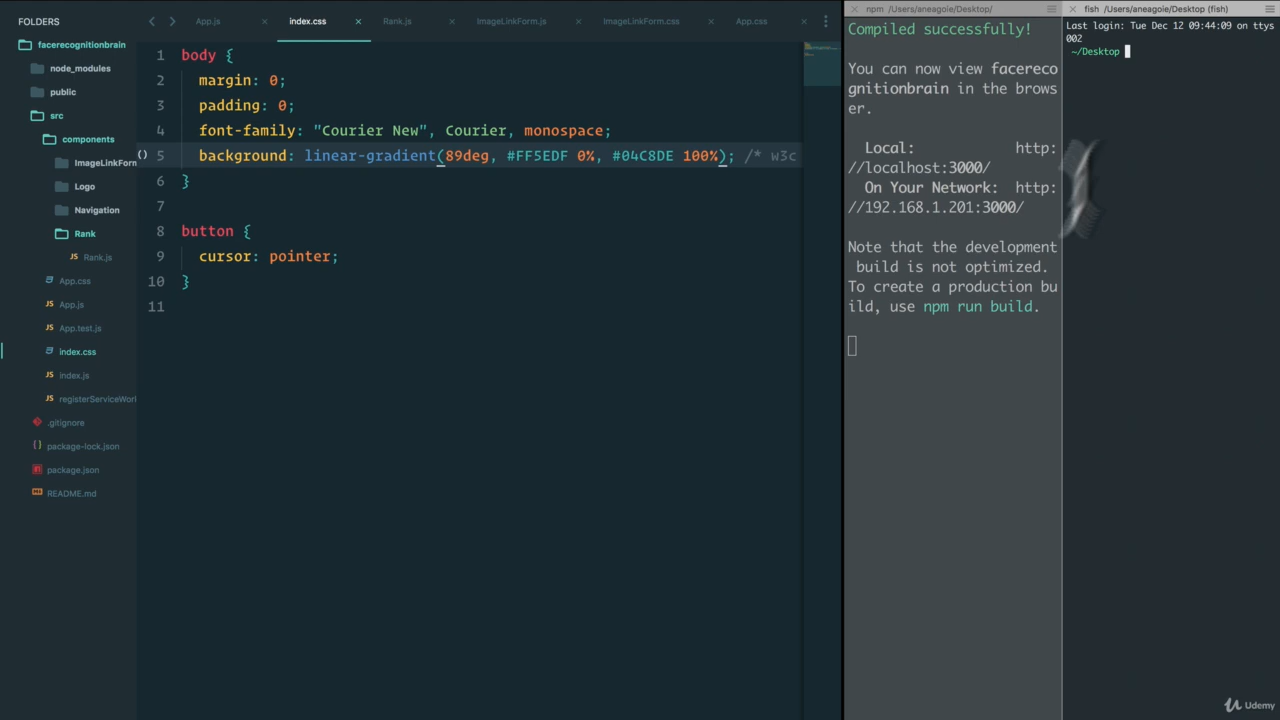 FOLDERS
facerecognitionbrain
node_modules
public
src
components
ImageLinkForm
Logo
Navigation
Rank
Rank.js
App.css
App.js
App.test.js
index.css
index.js
registerServiceWor
.gitignore
package-lock.json
package.json
README.md
App.js index.css Rank.js ImageLinkForm.js ImageLinkForm.css App.css
1 body {
2 margin: 0;
3 padding: 0;
4 font-family: "Courier New", Courier, monospace;
() 5 background: linear-gradient(89deg, #FF5EDF 0%, #04C8DE 100%); /* w3c
6 }
7
8 button {
9 cursor: pointer;
10 }
11
npm /Users/aneagoie/Desktop/
Compiled successfully!
You can now view facereco
gnitionbrain in the brows
er.
Local: http:
//localhost:3000/
On Your Network: http:
//192.168.1.201:3000/
Note that the development
build is not optimized.
To create a production bu
ild, use npm run build.
fish /Users/aneagoie/Desktop (fish)
Last login: Tue Dec 12 09:44:09 on ttys
002
~/Desktop
Udemy